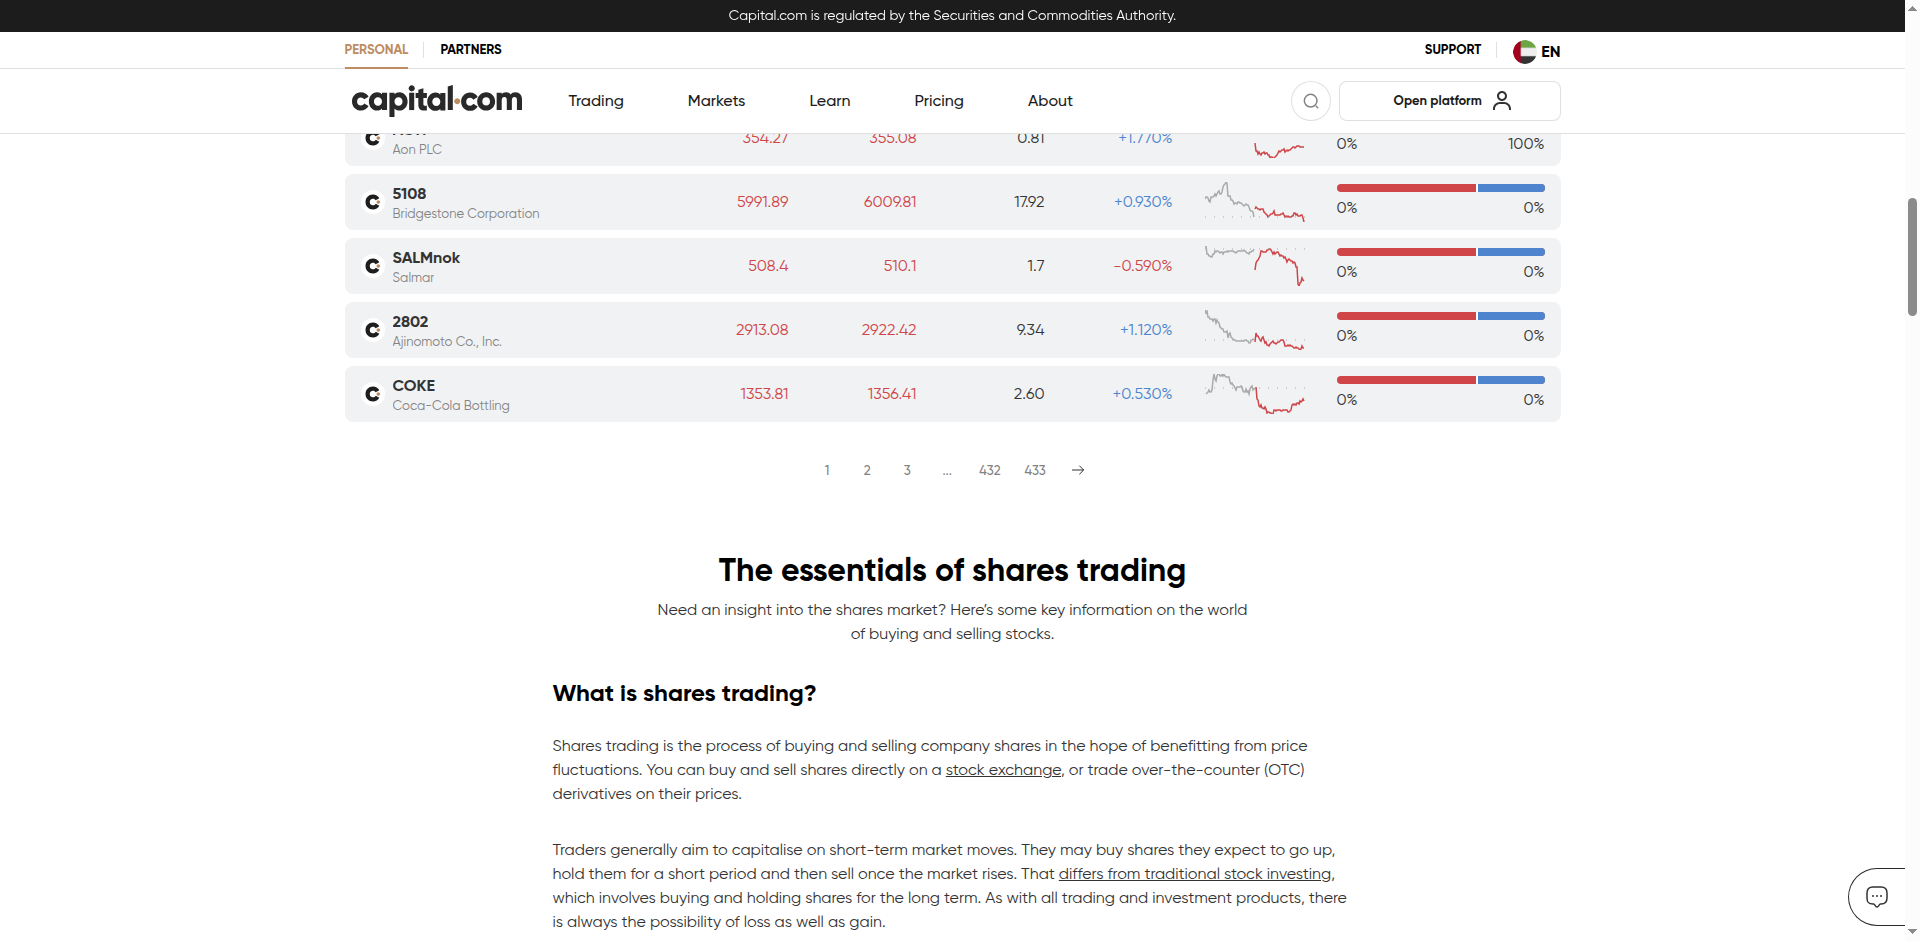 Capital.com is regulated by the Securities and Commodities Authority.
PERSONAL PARTNERS SUPPORT EN
capital.com Trading Markets Learn Pricing About Open platform
354.27 355.08 0.81 +1.770% 0% 100%
Aon PLC
5108 5991.89 6009.81 17.92 +0.930% 0% 0%
Bridgestone Corporation
SALMnok 508.4 510.1 1.7 -0.590% 0% 0%
Salmar
2802 2913.08 2922.42 9.34 +1.120% 0% 0%
Ajinomoto Co., Inc.
COKE 1353.81 1356.41 2.60 +0.530% 0% 0%
Coca-Cola Bottling
1 2 3 ... 432 433
The essentials of shares trading
Need an insight into the shares market? Here’s some key information on the world
of buying and selling stocks.
What is shares trading?
Shares trading is the process of buying and selling company shares in the hope of benefitting from price
fluctuations. You can buy and sell shares directly on a stock exchange, or trade over-the-counter (OTC)
derivatives on their prices.
Traders generally aim to capitalise on short-term market moves. They may buy shares they expect to go up,
hold them for a short period and then sell once the market rises. That differs from traditional stock investing,
which involves buying and holding shares for the long term. As with all trading and investment products, there
is always the possibility of loss as well as gain.